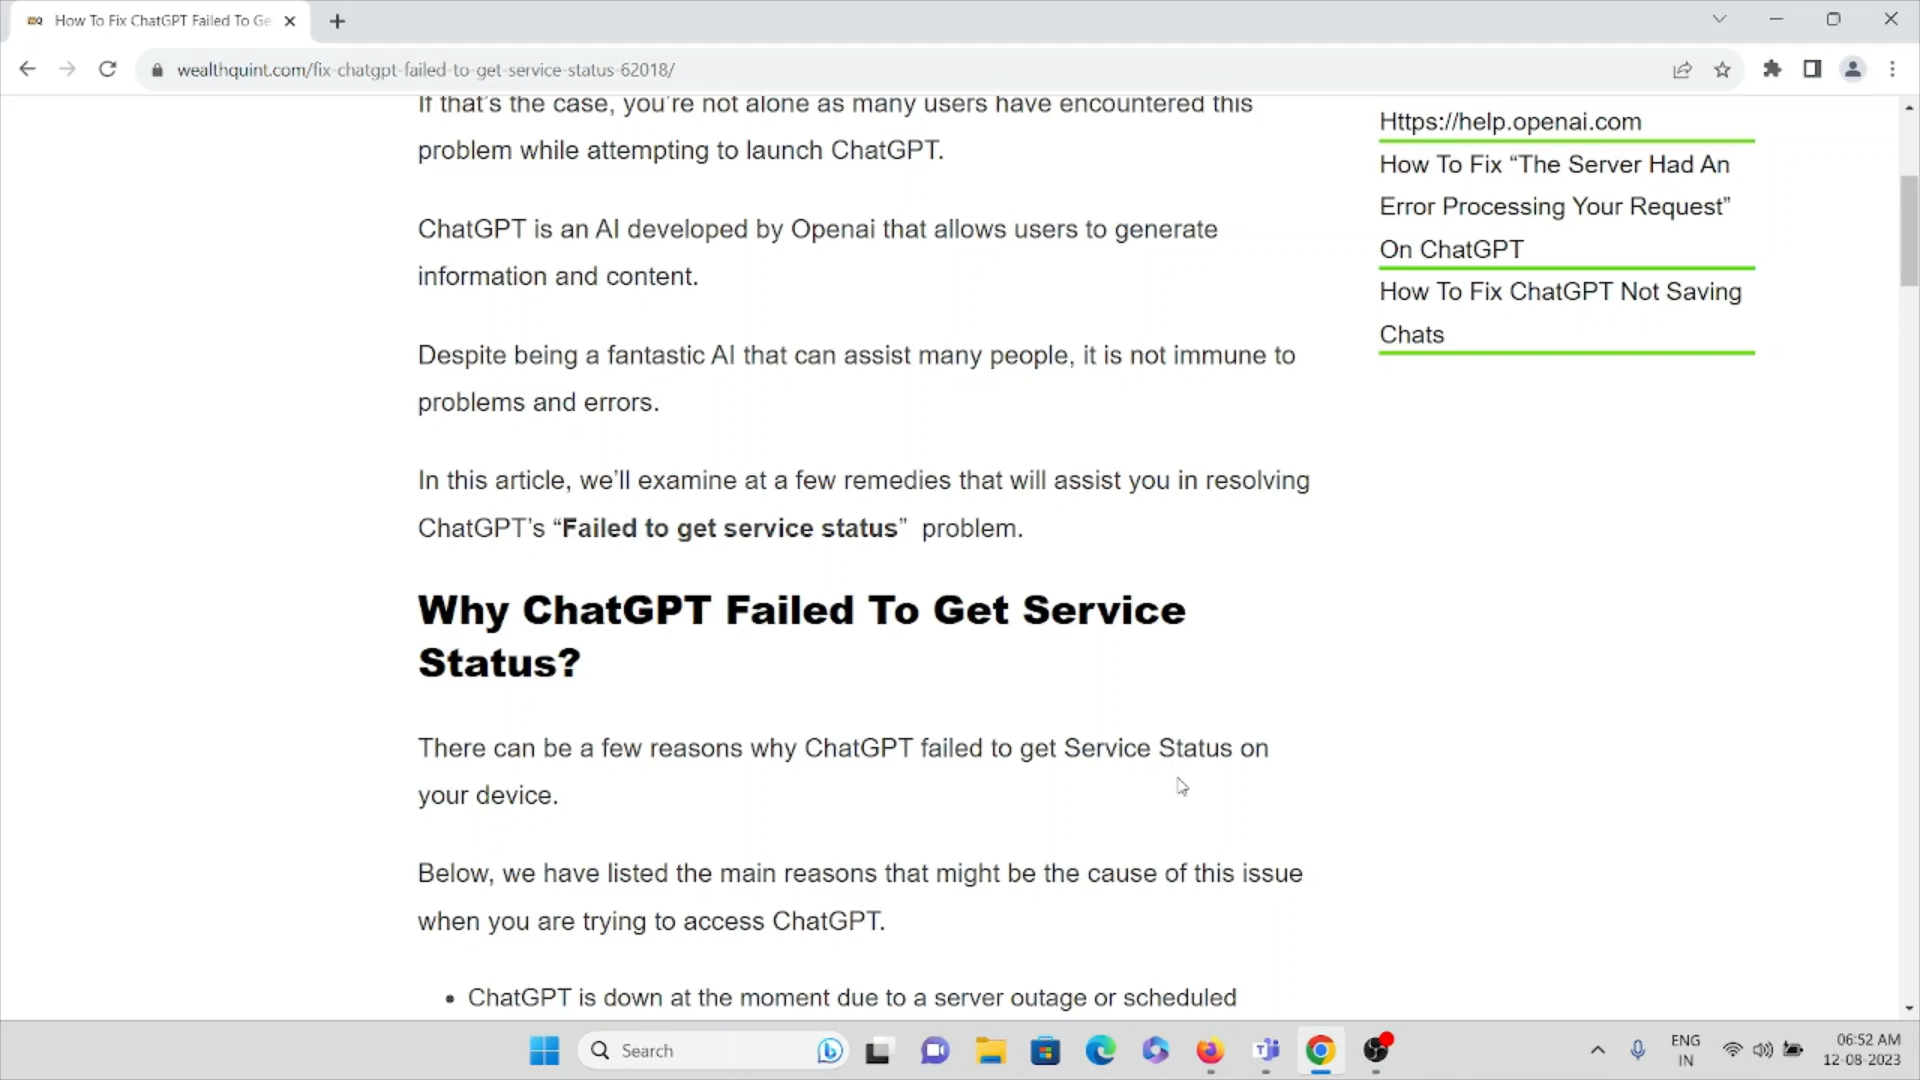 How To Fix ChatGPT Failed To Ge
wealthquint.com/fix-chatgpt-failed-to-get-service-status-62018/
If that's the case, you're not alone as many users have encountered this
problem while attempting to launch ChatGPT.
ChatGPT is an AI developed by Openai that allows users to generate
information and content.
Despite being a fantastic AI that can assist many people, it is not immune to
problems and errors.
In this article, we'll examine at a few remedies that will assist you in resolving
ChatGPT's “Failed to get service status”  problem.
Why ChatGPT Failed To Get Service
Status?
There can be a few reasons why ChatGPT failed to get Service Status on
your device.
Below, we have listed the main reasons that might be the cause of this issue
when you are trying to access ChatGPT.
• ChatGPT is down at the moment due to a server outage or scheduled
Https://help.openai.com
How To Fix “The Server Had An
Error Processing Your Request”
On ChatGPT
How To Fix ChatGPT Not Saving
Chats
Search
ENG
IN
06:52 AM
12-08-2023